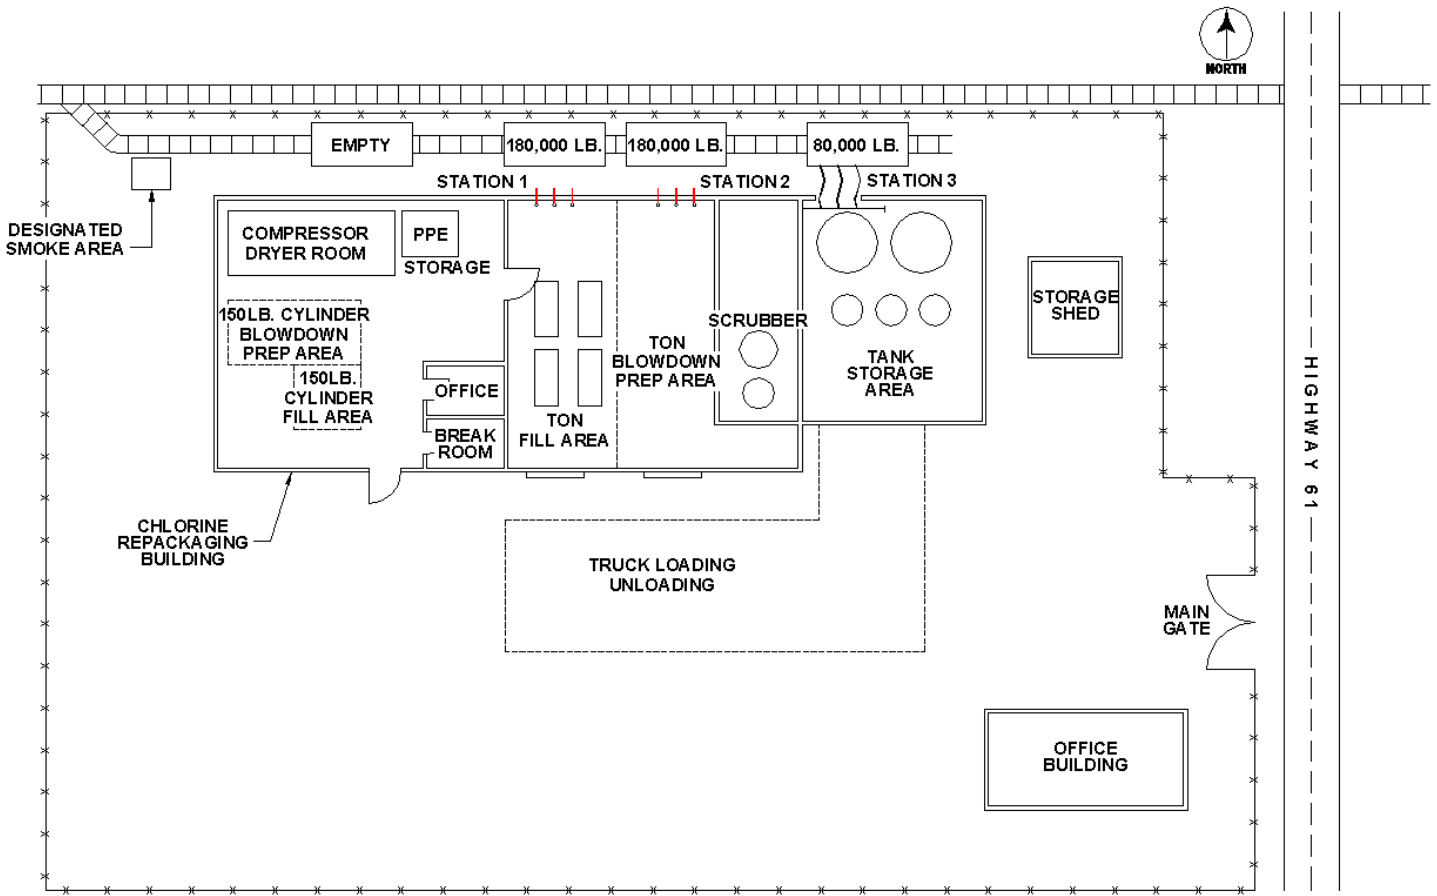 NORTH
EMPTY
180,000 LB.
180,000 LB.
80,000 LB.
STATION 1
STATION 2
STATION 3
DESIGNATED
SMOKE AREA
COMPRESSOR
DRYER ROOM
PPE
STORAGE
150LB. CYLINDER
BLOWDOWN
PREP AREA
150LB.
CYLINDER
FILL AREA
OFFICE
BREAK
ROOM
TON
FILL AREA
TON
BLOWDOWN
PREP AREA
SCRUBBER
TANK
STORAGE
AREA
STORAGE
SHED
HIGHWAY 61
CHLORINE
REPACKAGING
BUILDING
TRUCK LOADING
UNLOADING
MAIN
GATE
OFFICE
BUILDING